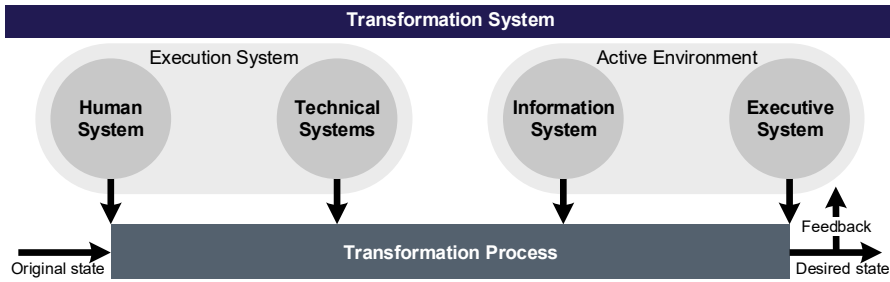 Transformation System
Execution System
Active Environment
Human
System
Technical
Systems
Information
System
Executive
System
Feedback
Transformation Process
Original state
Desired state